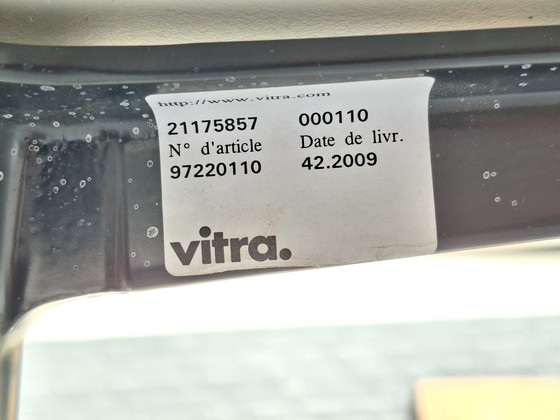 http://www.vitra.com
21175857 000110
N° d'article Date de livr.
97220110 42.2009
vitra.